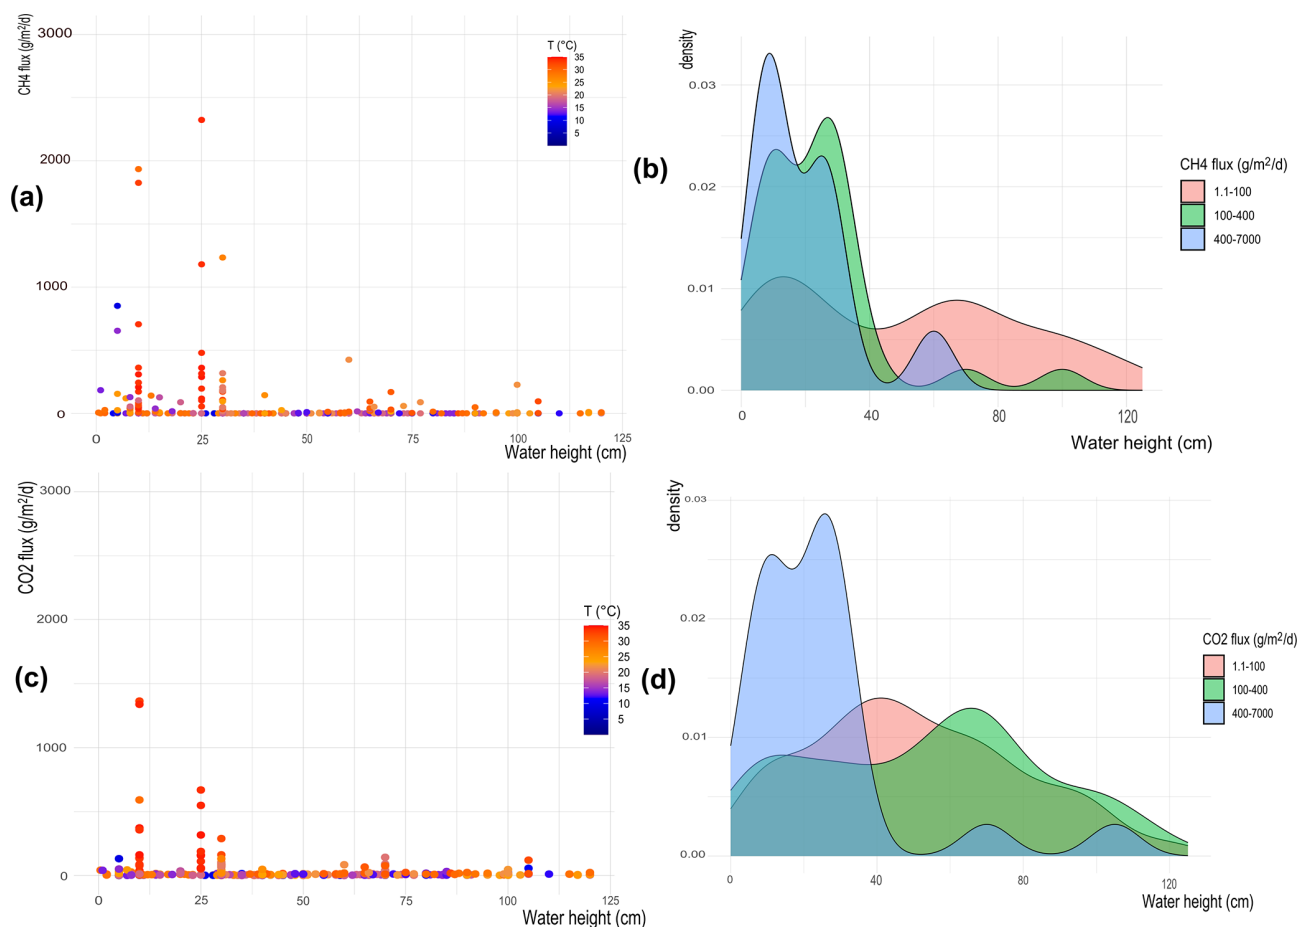 (a)
CH4 flux (g/m²/d)
3000
2000
1000
0
0 25 50 75 100 125
Water height (cm)
T (°C)
35
30
25
20
15
10
5
(b)
density
0.03
0.02
0.01
0.00
0 40 80 120
Water height (cm)
CH4 flux (g/m²/d)
1.1-100
100-400
400-7000
(c)
CO2 flux (g/m²/d)
3000
2000
1000
0
0 25 50 75 100 125
Water height (cm)
T (°C)
35
30
25
20
15
10
5
(d)
density
0.03
0.02
0.01
0.00
0 40 80 120
Water height (cm)
CO2 flux (g/m²/d)
1.1-100
100-400
400-7000